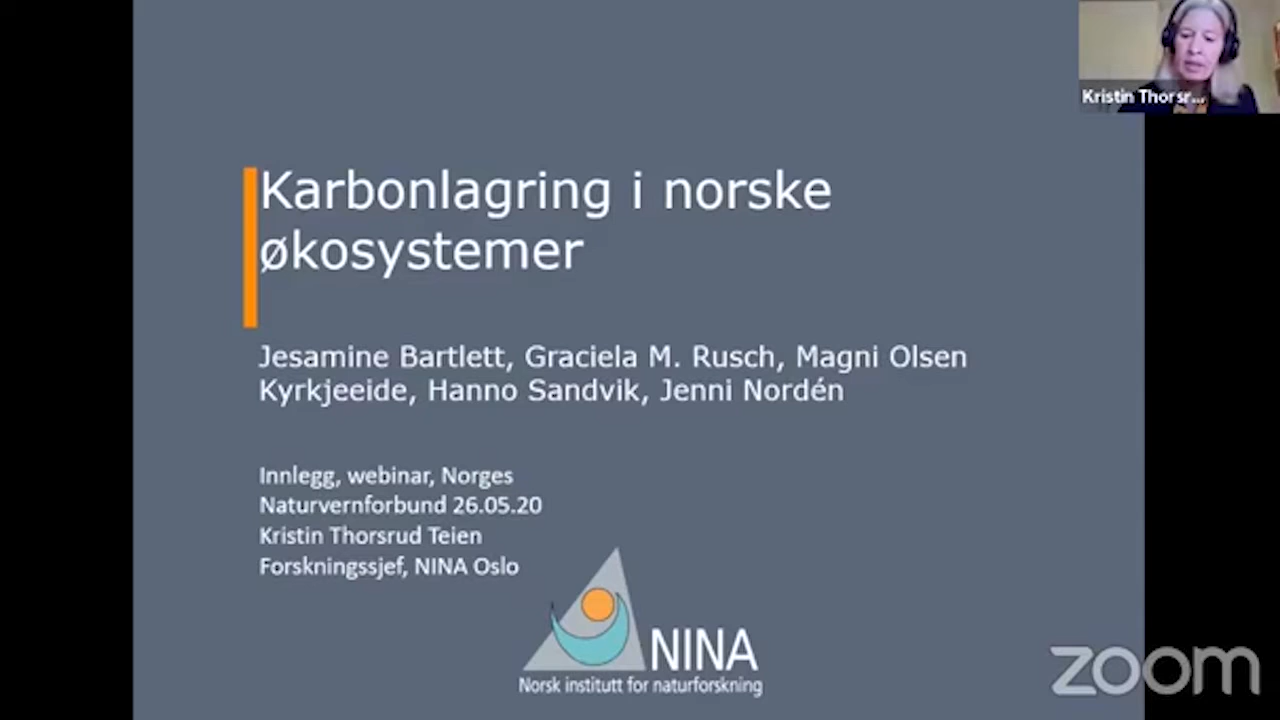 Kristin Thorsr...
Karbonlagring i norske
økosystemer
Jesamine Bartlett, Graciela M. Rusch, Magni Olsen
Kyrkjeeide, Hanno Sandvik, Jenni Nordén
Innlegg, webinar, Norges
Naturvernforbund 26.05.20
Kristin Thorsrud Teien
Forskningssjef, NINA Oslo
NINA
Norsk institutt for naturforskning
zoom